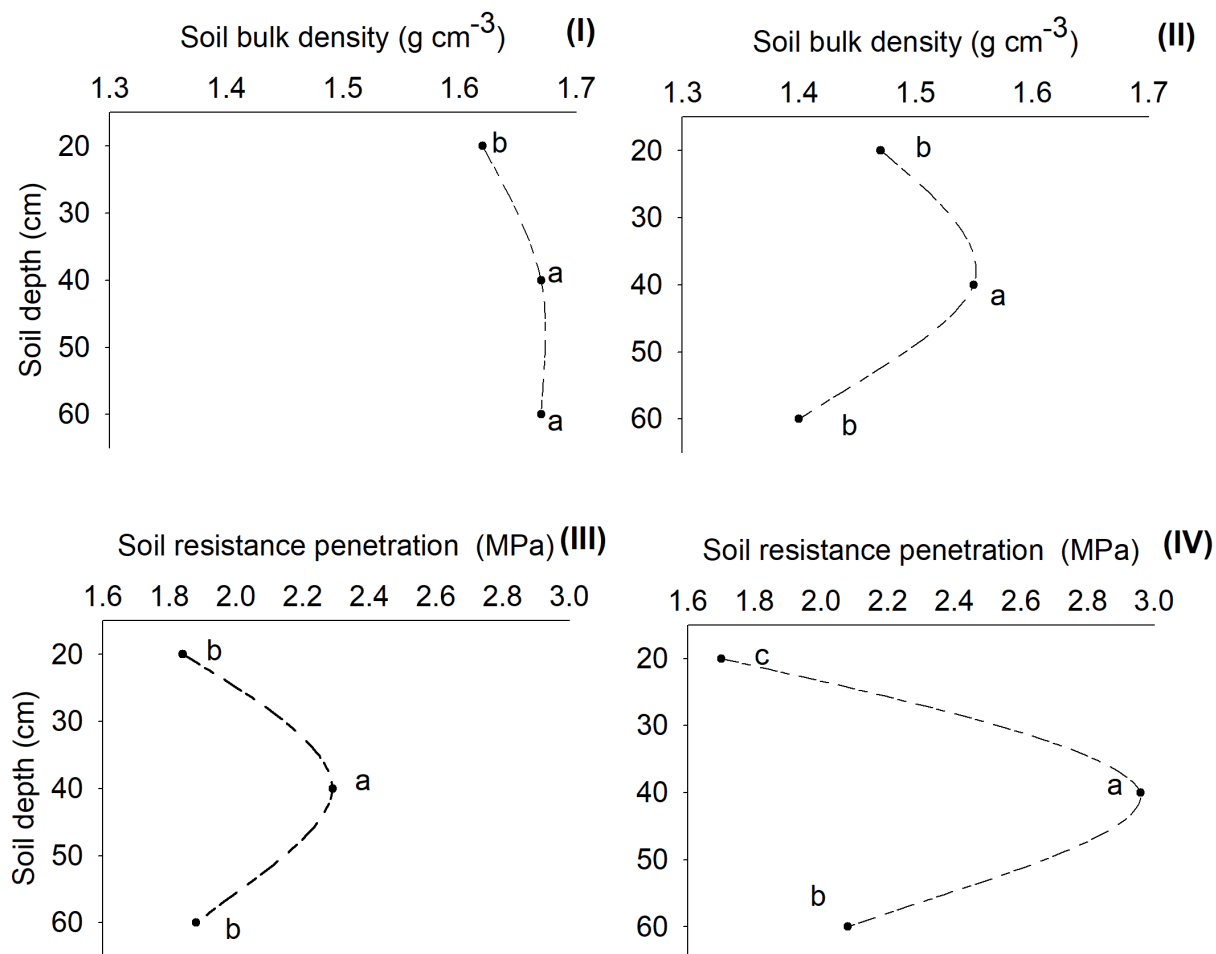 Soil bulk density (g cm-3) (I)
1.3 1.4 1.5 1.6 1.7
Soil depth (cm)
20
30
40
50
60
b
a
a
Soil bulk density (g cm-3) (II)
1.3 1.4 1.5 1.6 1.7
20
30
40
50
60
b
a
b
Soil resistance penetration (MPa) (III)
1.6 1.8 2.0 2.2 2.4 2.6 2.8 3.0
Soil depth (cm)
20
30
40
50
60
b
a
b
Soil resistance penetration (MPa) (IV)
1.6 1.8 2.0 2.2 2.4 2.6 2.8 3.0
20
30
40
50
60
c
a
b